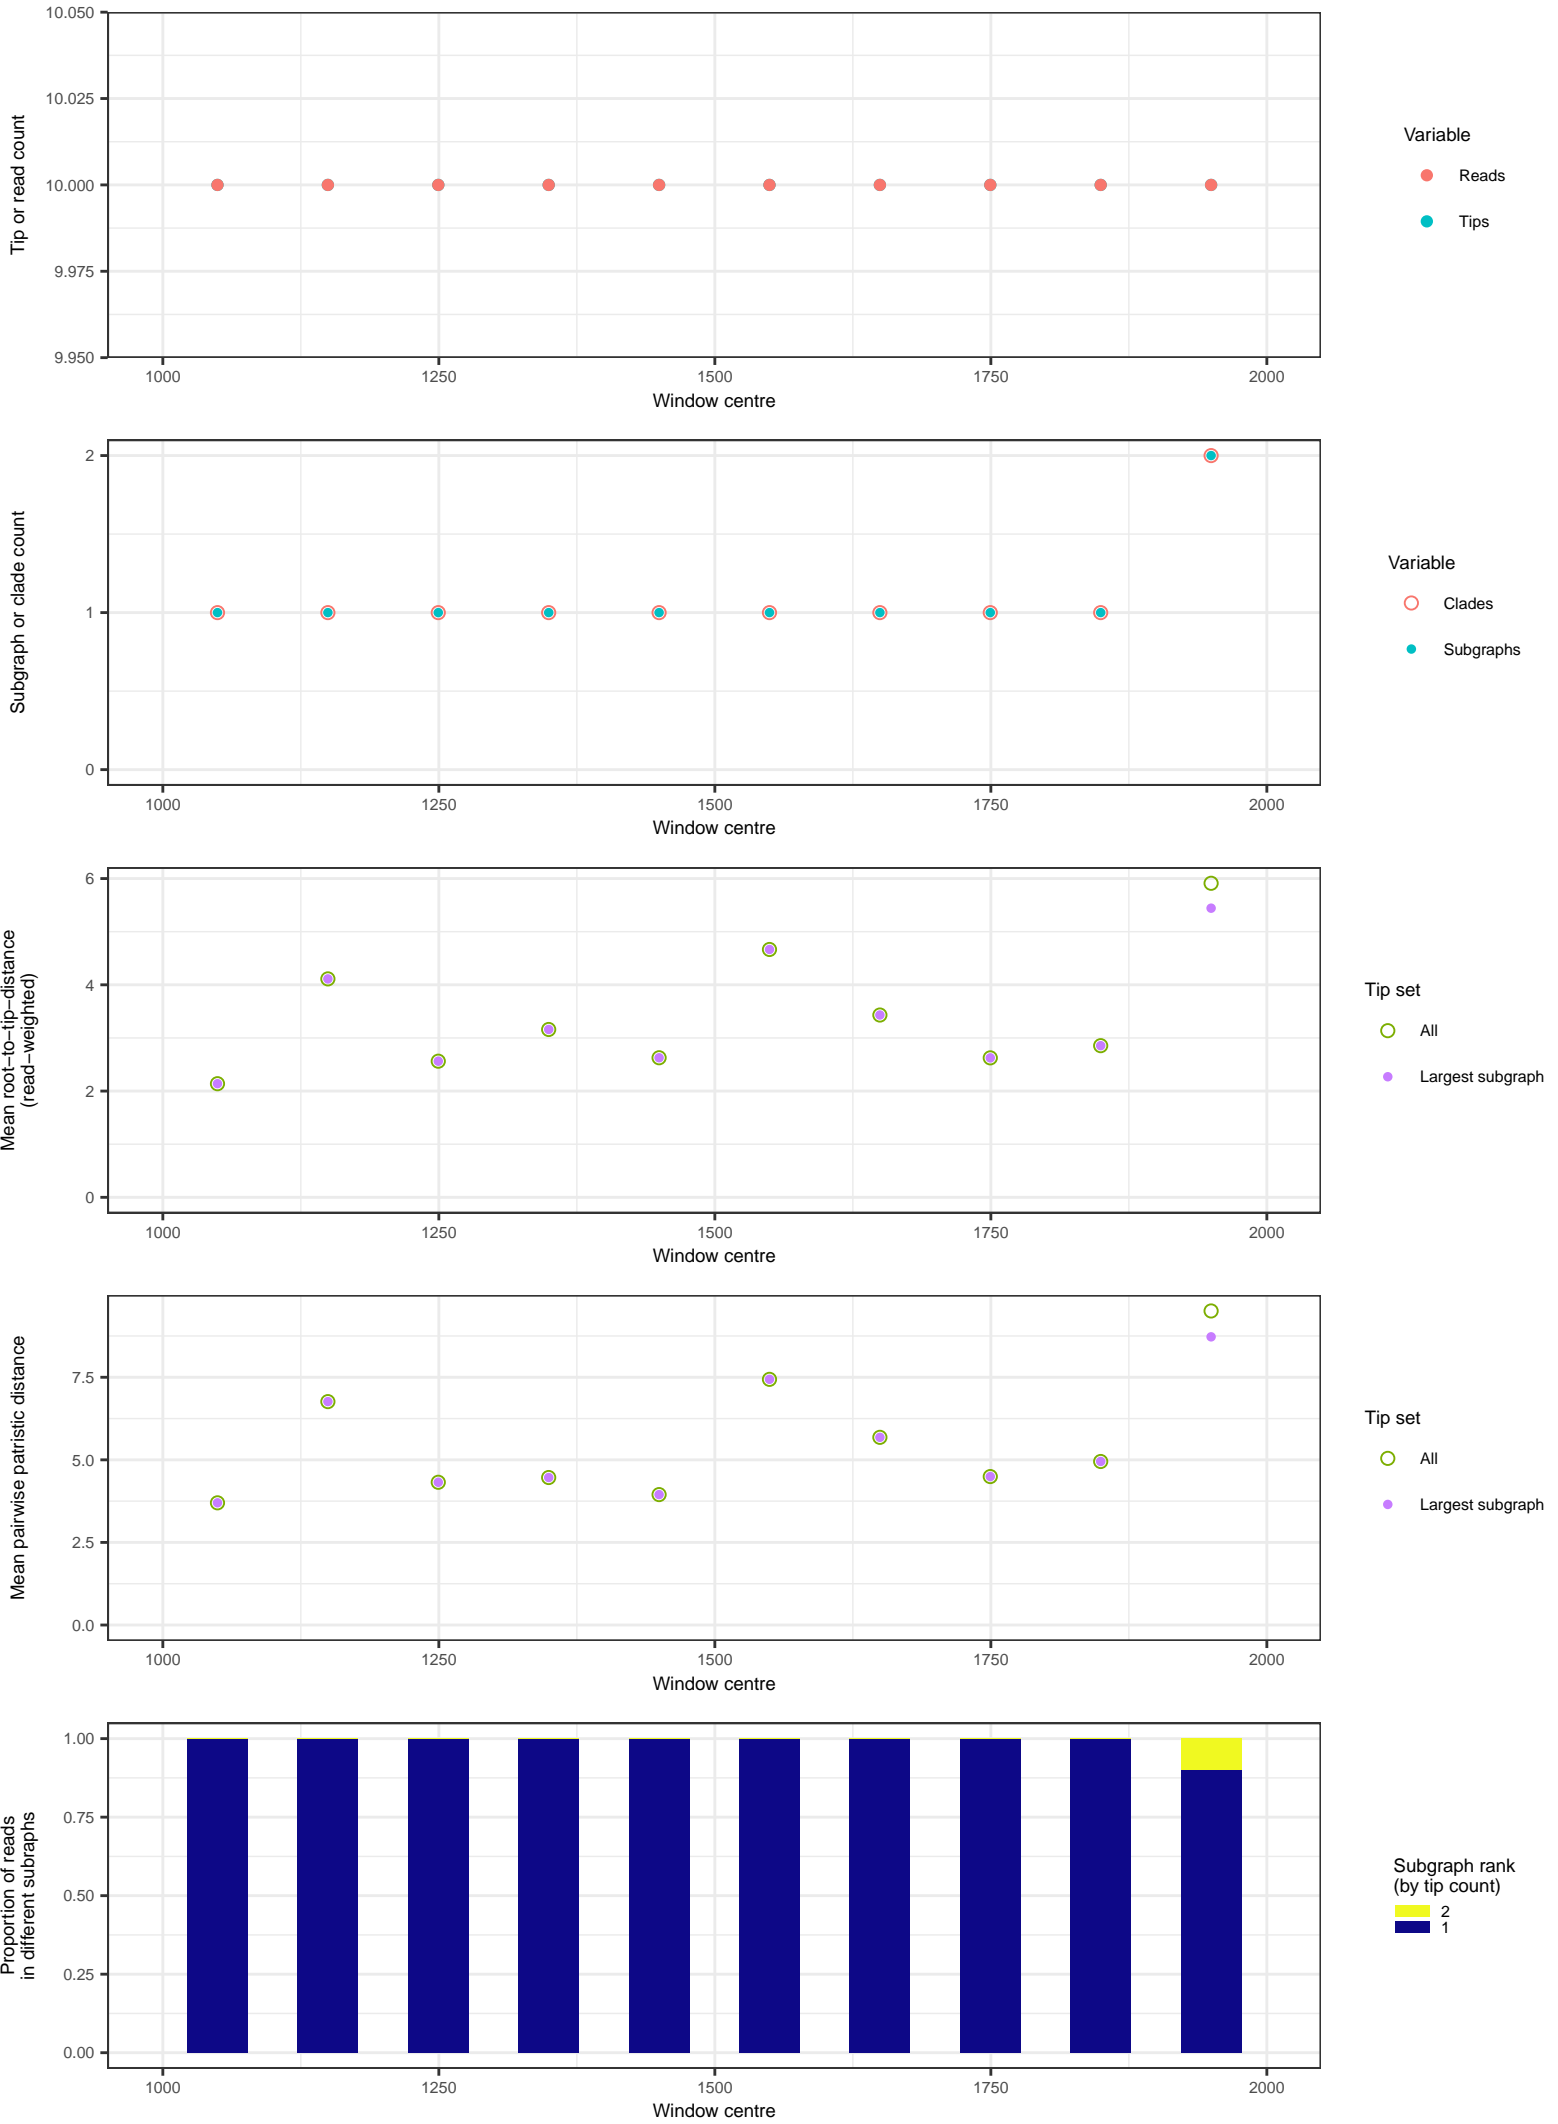 10.050
10.025
10.000
9.975
9.950
Tip or read count
1000 1250 1500 1750 2000
Window centre
Variable
Reads
Tips
2
1
0
Subgraph or clade count
1000 1250 1500 1750 2000
Window centre
Variable
Clades
Subgraphs
6
4
2
0
Mean root−to−tip−distance
(read−weighted)
1000 1250 1500 1750 2000
Window centre
Tip set
All
Largest subgraph
7.5
5.0
2.5
0.0
Mean pairwise patristic distance
1000 1250 1500 1750 2000
Window centre
Tip set
All
Largest subgraph
1.00
0.75
0.50
0.25
0.00
Proportion of reads
in different subraphs
1000 1250 1500 1750 2000
Window centre
Subgraph rank
(by tip count)
2
1